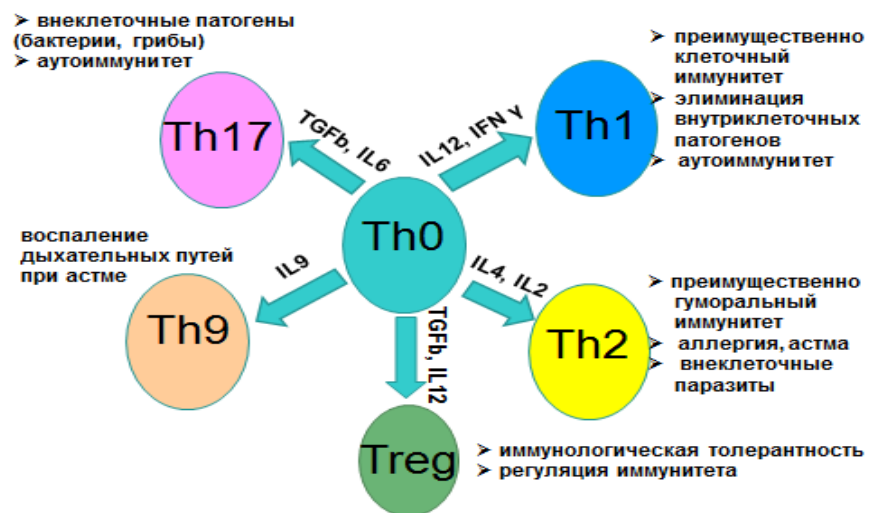 ➢ внеклеточные патогены
(бактерии, грибы)
➢ аутоиммунитет
Th17
TGFb, IL6
IL12, IFN γ
Th1
➢ преимущественно
клеточный
иммунитет
➢ элиминация
внутриклеточных
патогенов
➢ аутоиммунитет
Th0
воспаление
дыхательных путей
при астме
IL9
Th9
IL4, IL2
Th2
➢ преимущественно
гуморальный
иммунитет
➢ аллергия, астма
➢ внеклеточные
паразиты
TGFb, IL12
Treg
➢ иммунологическая толерантность
➢ регуляция иммунитета